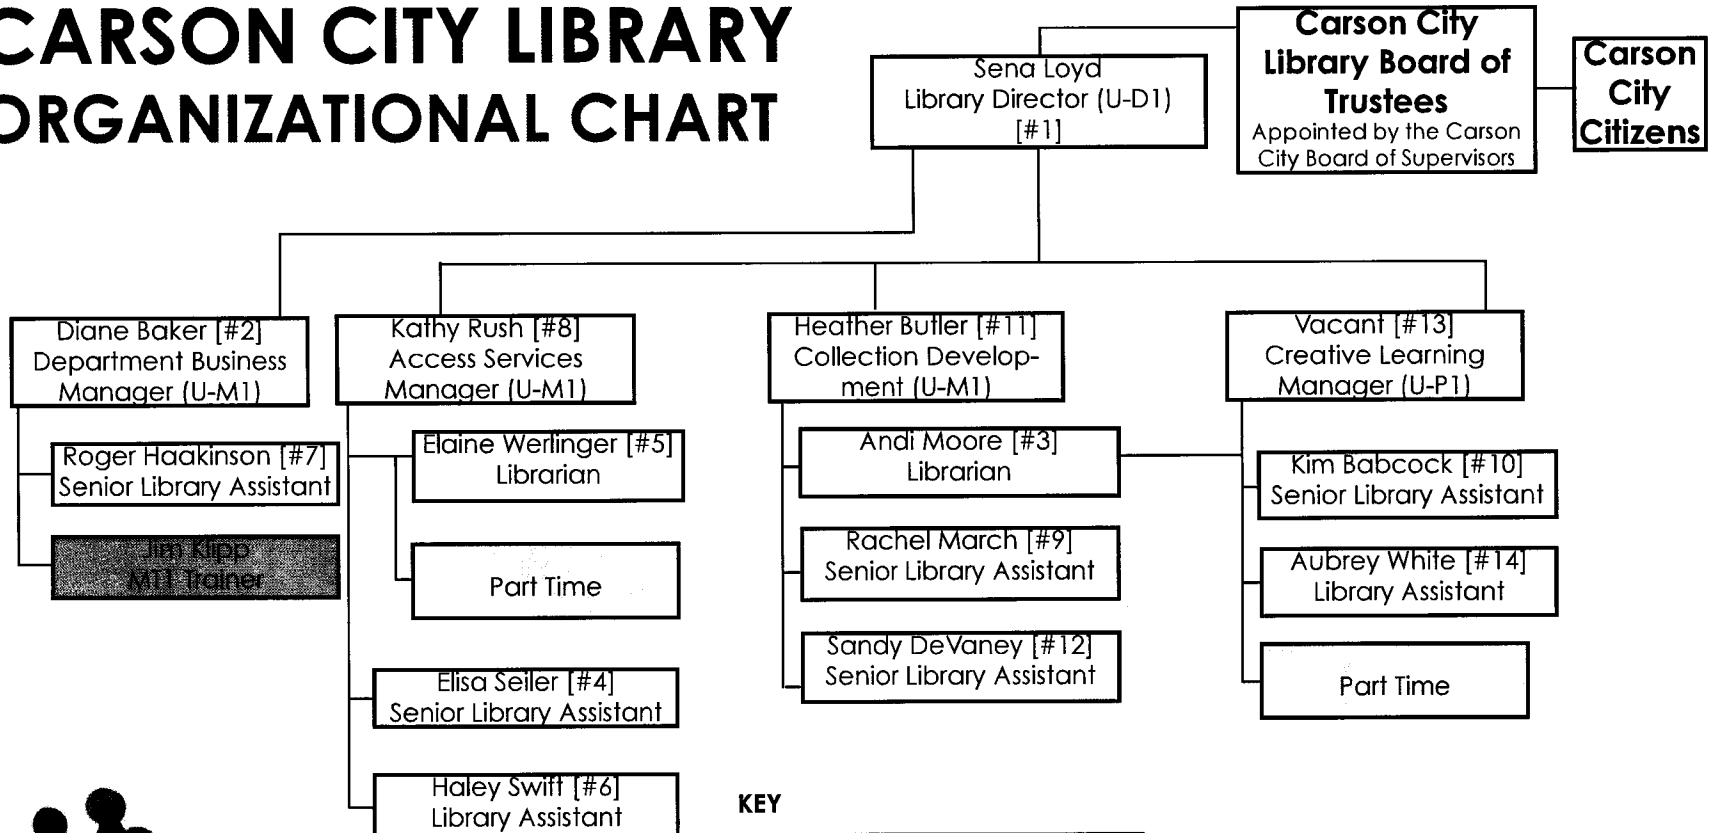 CARSON CITY LIBRARY
ORGANIZATIONAL CHART
Sena Loyd
Library Director (U-D1)
[#1]
Carson City
Library Board of
Trustees
Appointed by the Carson
City Board of Supervisors
Carson
City
Citizens
Diane Baker [#2]
Department Business
Manager (U-M1)
Roger Haakinson [#7]
Senior Library Assistant
Jim Klipp
MT1 Trainer
Kathy Rush [#8]
Access Services
Manager (U-M1)
Elaine Werlinger [#5]
Librarian
Part Time
Elisa Seiler [#4]
Senior Library Assistant
Haley Swift [#6]
Library Assistant
Heather Butler [#11]
Collection Develop-
ment (U-M1)
Andi Moore [#3]
Librarian
Rachel March [#9]
Senior Library Assistant
Sandy DeVaney [#12]
Senior Library Assistant
Vacant [#13]
Creative Learning
Manager (U-P1)
Kim Babcock [#10]
Senior Library Assistant
Aubrey White [#14]
Library Assistant
Part Time
KEY